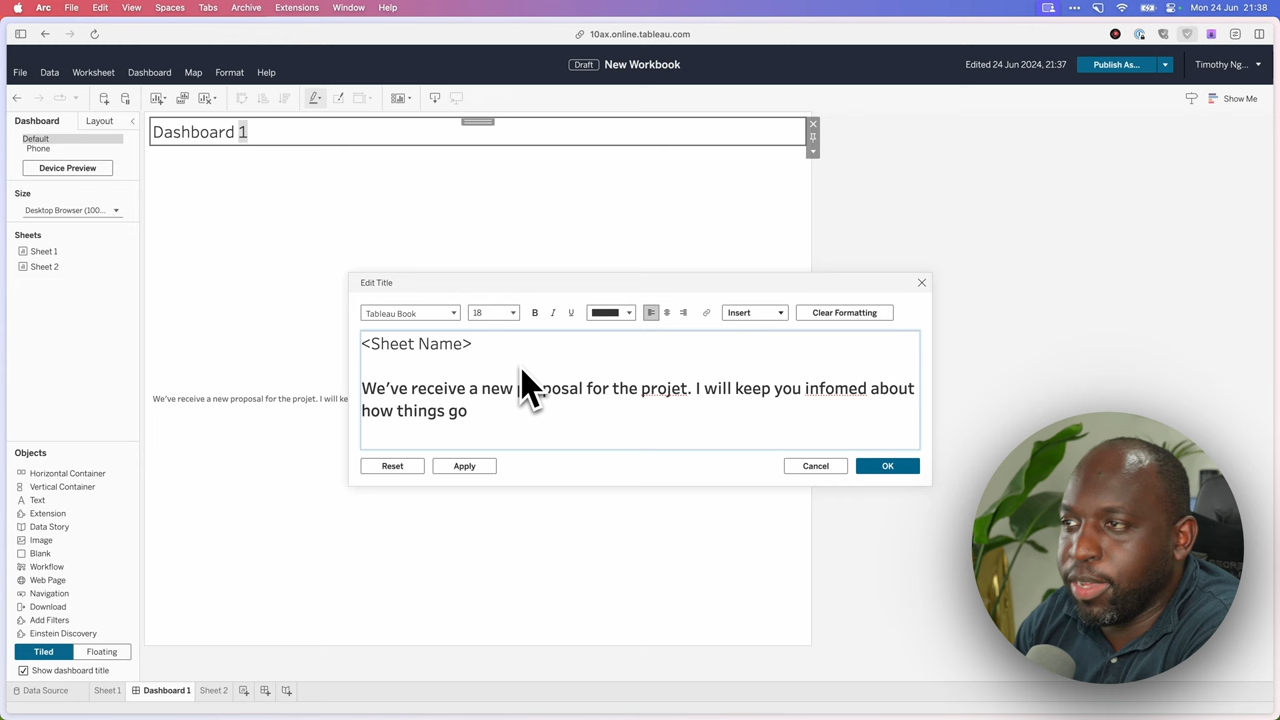 Arc File Edit View Spaces Tabs Archive Extensions Window Help Mon 24 Jun 21:38
10ax.online.tableau.com
File Data Worksheet Dashboard Map Format Help Draft New Workbook Edited 24 Jun 2024, 21:37 Publish As... Timothy Ng...
Show Me
Dashboard Layout
Default
Phone
Device Preview
Size
Desktop Browser (100...
Sheets
Sheet 1
Sheet 2
Dashboard 1
We've receive a new proposal for the projet. I will ke
Edit Title
Tableau Book 18 B I U Insert Clear Formatting
<Sheet Name>
We've receive a new proposal for the projet. I will keep you infomed about
how things go
Reset Apply Cancel OK
Objects
Horizontal Container
Vertical Container
Text
Extension
Data Story
Image
Blank
Workflow
Web Page
Navigation
Download
Add Filters
Einstein Discovery
Tiled Floating
Show dashboard title
Data Source Sheet 1 Dashboard 1 Sheet 2